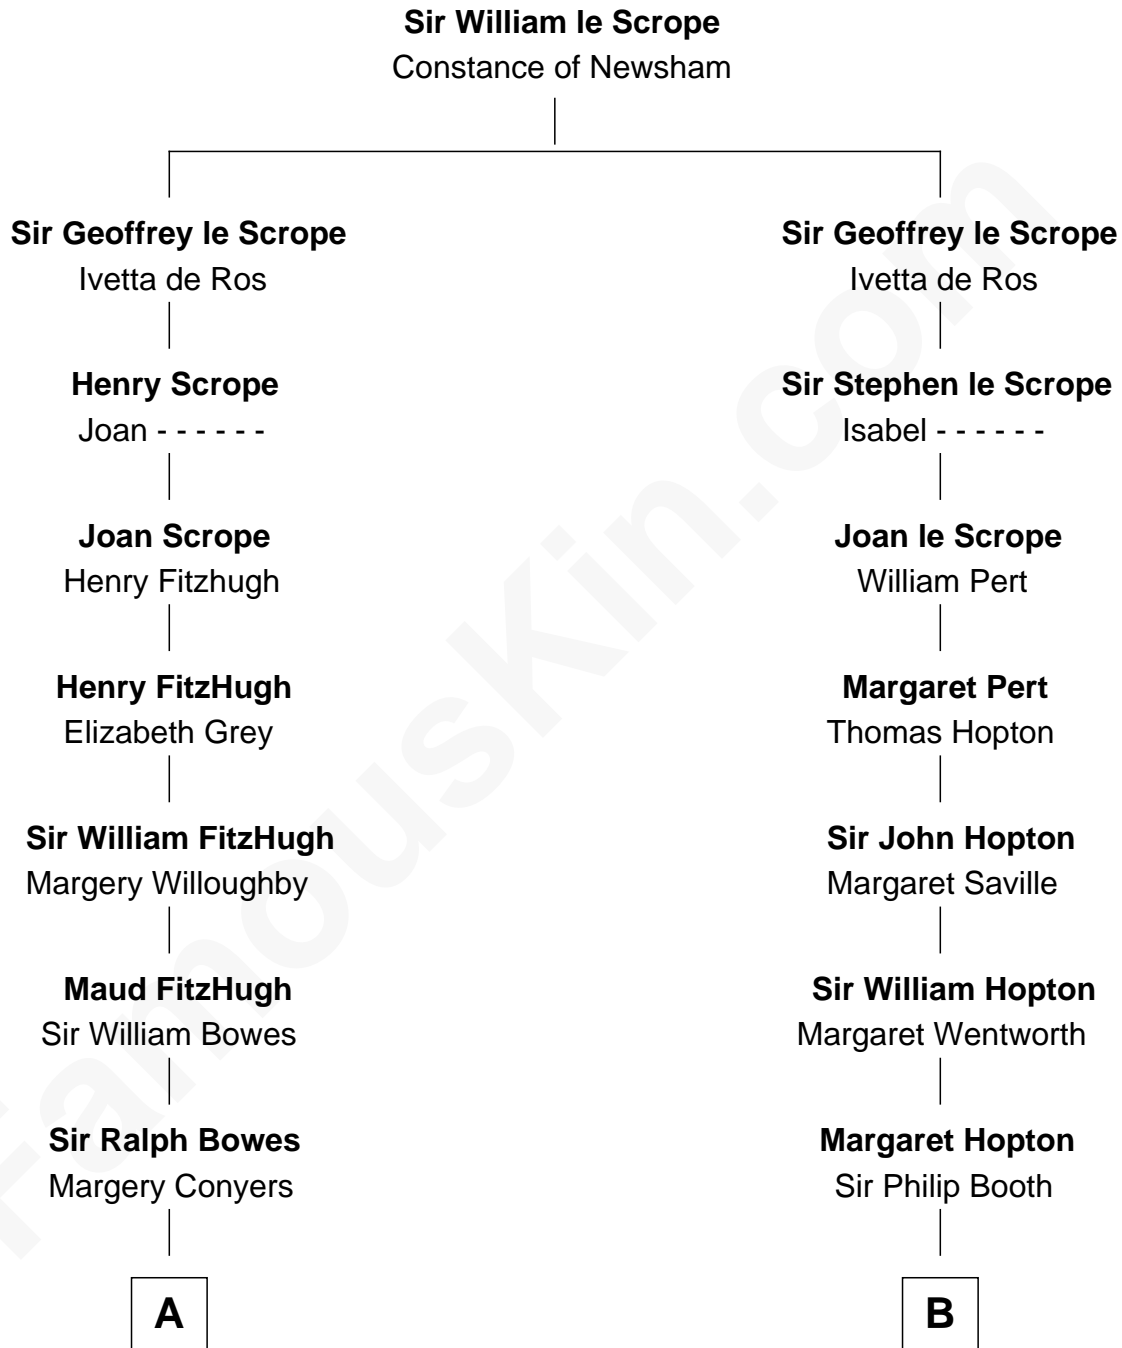 Sir William le Scrope
Constance of Newsham
Sir Geoffrey le Scrope
Ivetta de Ros
Henry Scrope
Joan - - - - - -
Joan Scrope
Henry Fitzhugh
Henry FitzHugh
Elizabeth Grey
Sir William FitzHugh
Margery Willoughby
Maud FitzHugh
Sir William Bowes
Sir Ralph Bowes
Margery Conyers
A
Sir Geoffrey le Scrope
Ivetta de Ros
Sir Stephen le Scrope
Isabel - - - - - -
Joan le Scrope
William Pert
Margaret Pert
Thomas Hopton
Sir John Hopton
Margaret Saville
Sir William Hopton
Margaret Wentworth
Margaret Hopton
Sir Philip Booth
B
FamousKin.com